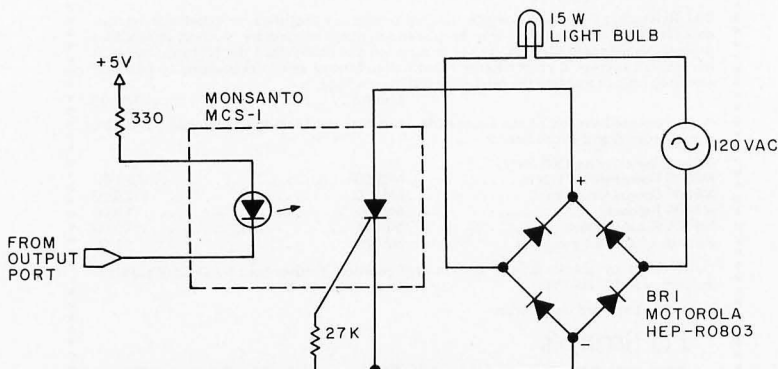 15 W
LIGHT BULB
+5V
330
MONSANTO
MCS-1
120 VAC
+
FROM
OUTPUT
PORT
27K
BR1
MOTOROLA
HEP-R0803
−